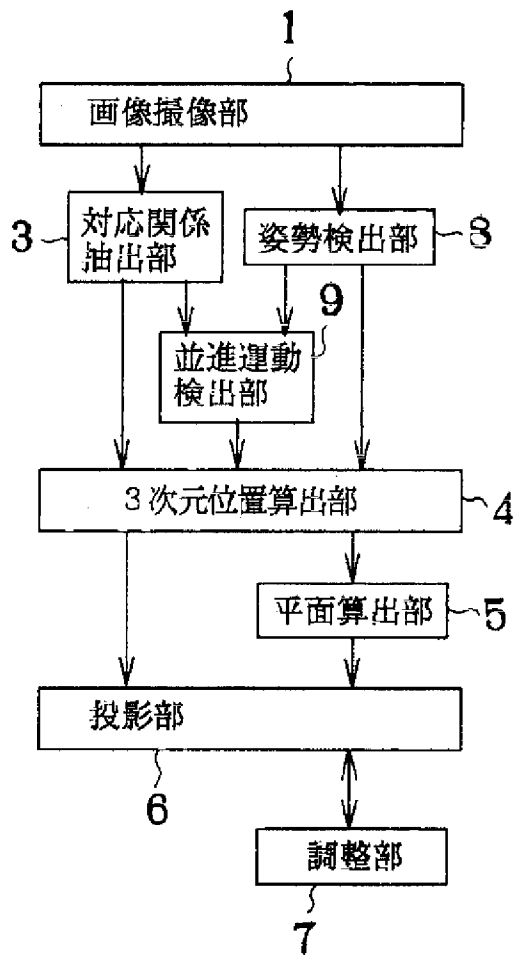 1
画像撮像部
3
対応関係
抽出部
姿勢検出部
8
9
並進運動
検出部
3次元位置算出部
4
平面算出部
5
投影部
6
調整部
7